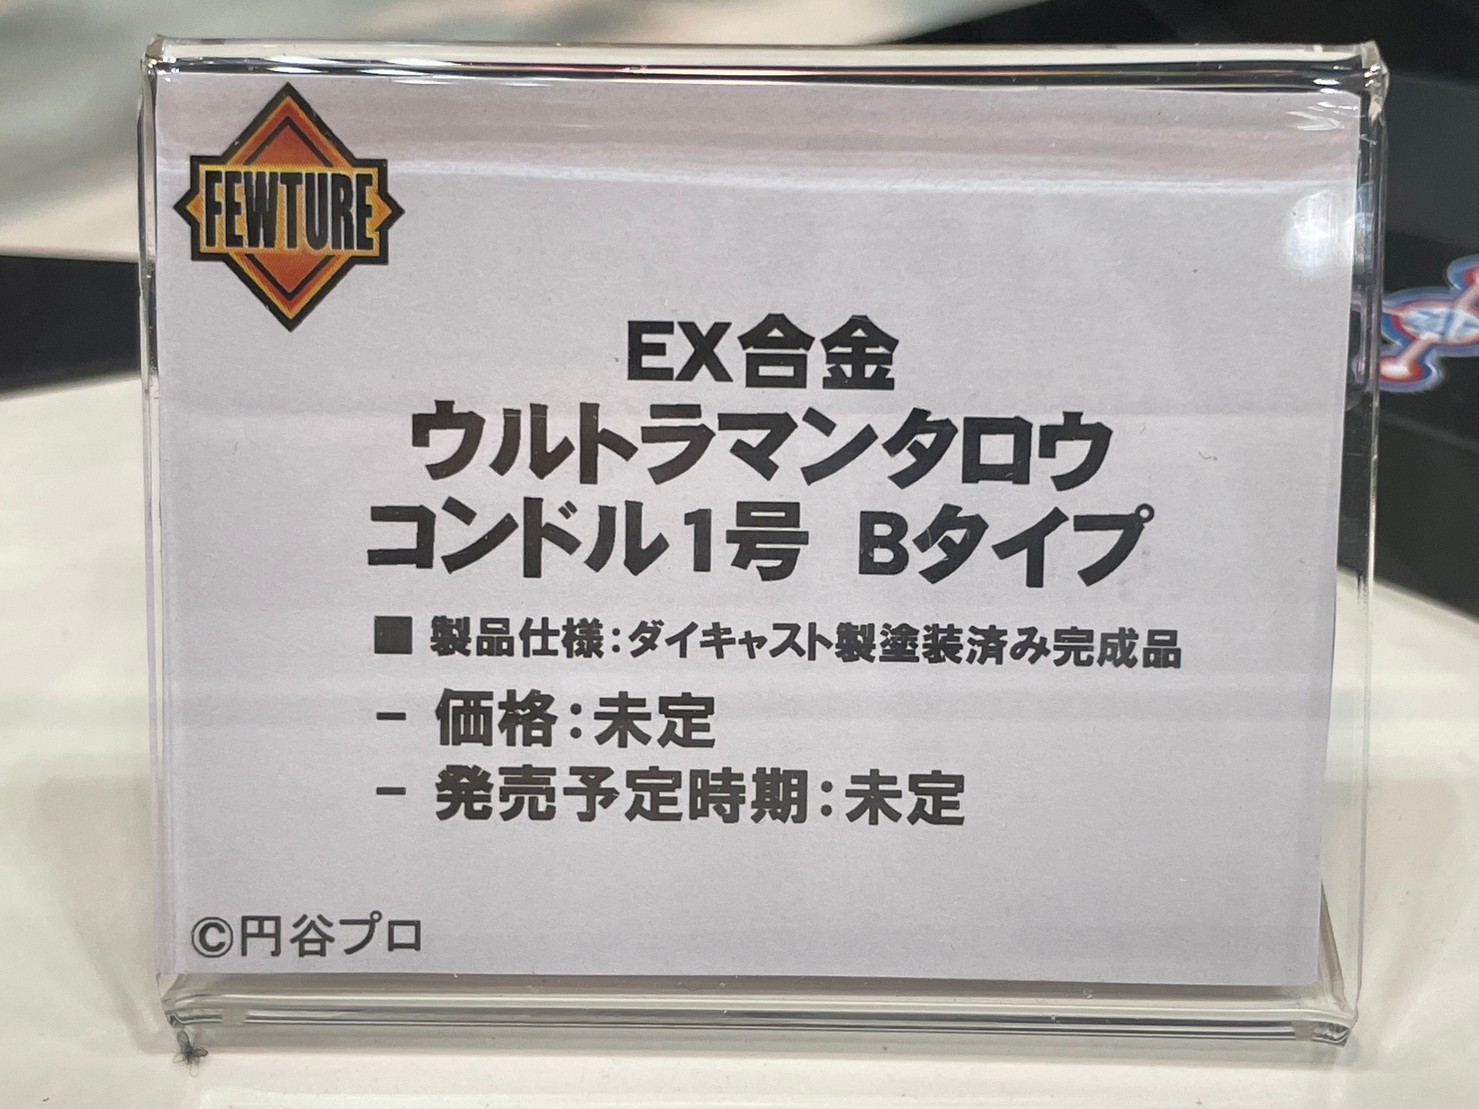 FEWTURE
EX合金
ウルトラマンタロウ
コンドル1号 Bタイプ
■ 製品仕様：ダイキャスト製塗装済み完成品
– 価格：未定
– 発売予定時期：未定
©円谷プロ